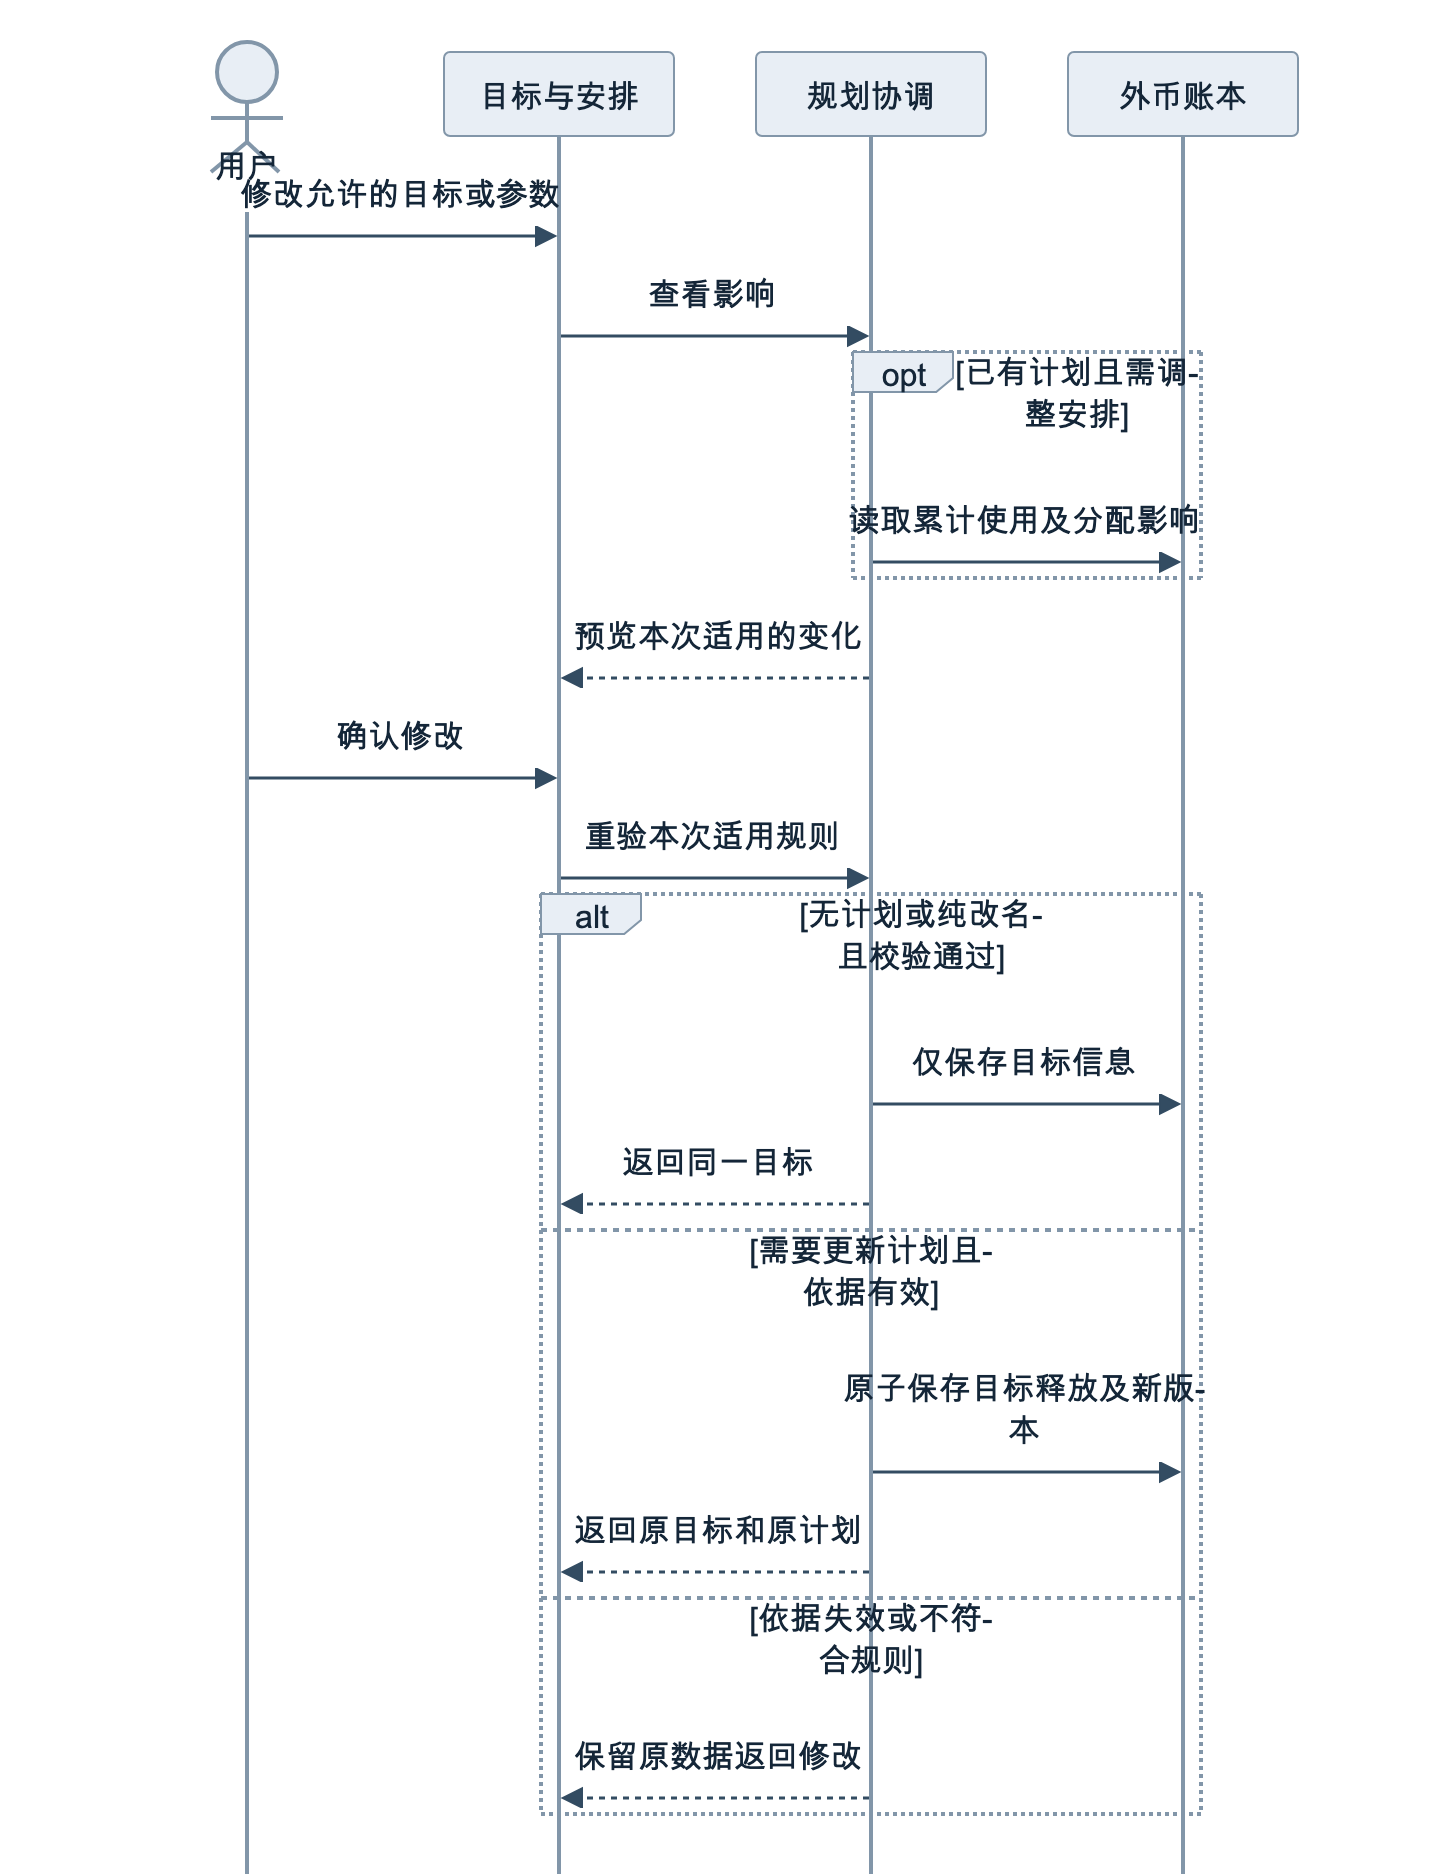 目标与安排
规划协调
外币账本
用户
修改允许的目标或参数
查看影响
opt
[已有计划且需调-
整安排]
读取累计使用及分配影响
预览本次适用的变化
确认修改
重验本次适用规则
alt
[无计划或纯改名-
且校验通过]
仅保存目标信息
返回同一目标
[需要更新计划且-
依据有效]
原子保存目标释放及新版-
本
返回原目标和原计划
[依据失效或不符-
合规则]
保留原数据返回修改